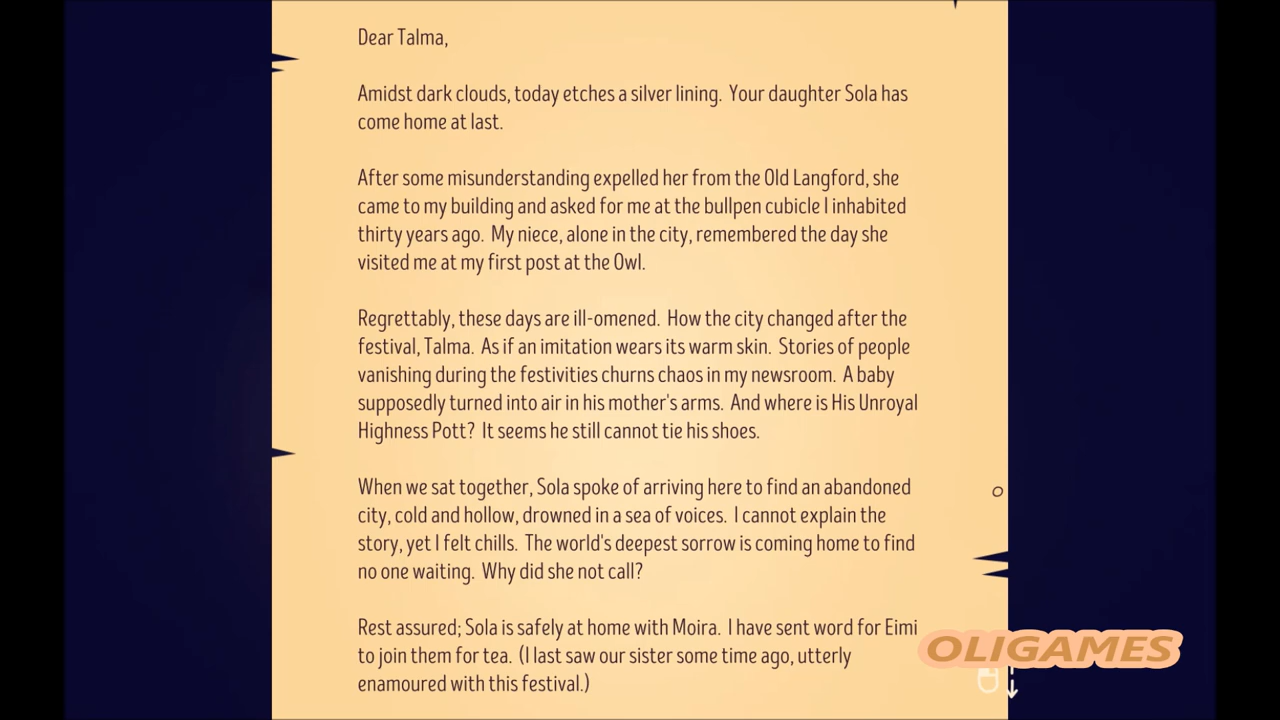 Dear Talma,
Amidst dark clouds, today etches a silver lining.  Your daughter Sola has
come home at last.
After some misunderstanding expelled her from the Old Langford, she
came to my building and asked for me at the bullpen cubicle I inhabited
thirty years ago.  My niece, alone in the city, remembered the day she
visited me at my first post at the Owl.
Regrettably, these days are ill-omened.  How the city changed after the
festival, Talma.  As if an imitation wears its warm skin.  Stories of people
vanishing during the festivities churns chaos in my newsroom.  A baby
supposedly turned into air in his mother's arms.  And where is His Unroyal
Highness Pott?  It seems he still cannot tie his shoes.
When we sat together, Sola spoke of arriving here to find an abandoned
city, cold and hollow, drowned in a sea of voices.  I cannot explain the
story, yet I felt chills.  The world's deepest sorrow is coming home to find
no one waiting.  Why did she not call?
Rest assured; Sola is safely at home with Moira.  I have sent word for Eimi
to join them for tea.  (I last saw our sister some time ago, utterly
enamoured with this festival.)
OLIGAMES